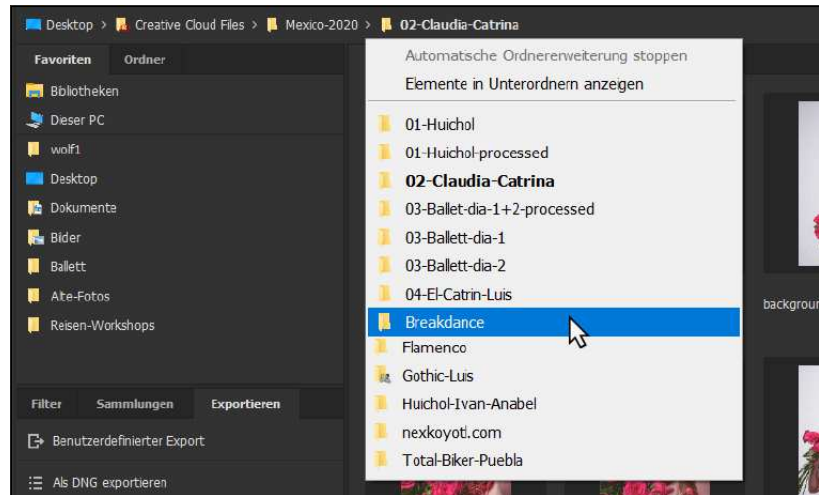 Desktop > Creative Cloud Files > Mexico-2020 > 02-Claudia-Catrina
Favoriten Ordner
Bibliotheken
Dieser PC
wolf1
Desktop
Dokumente
Bilder
Ballett
Alte-Fotos
Reisen-Workshops
Filter Sammlungen Exportieren
Benutzerdefinierter Export
Als DNG exportieren
Automatische Ordnererweiterung stoppen
Elemente in Unterordnern anzeigen
01-Huichol
01-Huichol-processed
02-Claudia-Catrina
03-Ballet-dia-1+2-processed
03-Ballett-dia-1
03-Ballett-dia-2
04-El-Catrin-Luis
Breakdance
Flamenco
Gothic-Luis
Huichol-Ivan-Anabel
nexkoyotl.com
Total-Biker-Puebla
backgroun